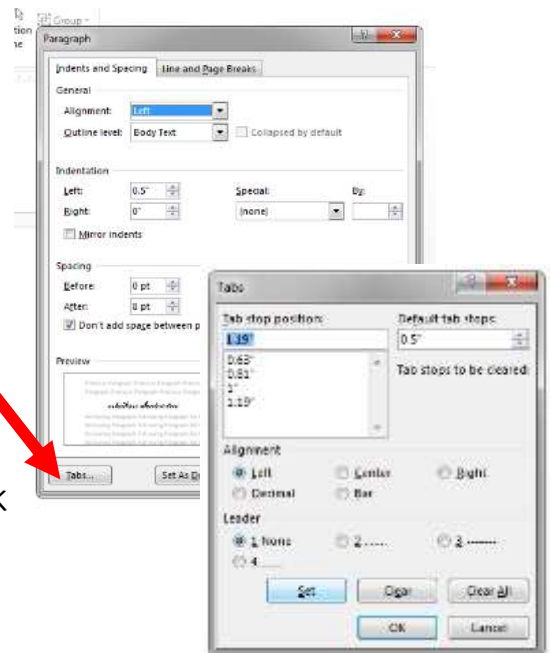 Group
Paragraph
Indents and Spacing
Line and Page Breaks
General
Alignment: Left
Outline level: Body Text
Collapsed by default
Indentation
Left: 0.5"
Special:
By:
Right: 0"
(none)
Mirror indents
Spacing
Before: 0 pt
After: 8 pt
Don't add space between p
Preview
Tabs...
Set As D
K
Tabs
Tab stop position:
Default tab stops:
1.19"
0.5"
0.63"
0.81"
1"
1.19"
Tab stops to be cleared:
Alignment
Left
Center
Right
Decimal
Bar
Leader
1 None
2 .....
3 -------
4 ___
Set
Clear
Clear All
OK
Cancel